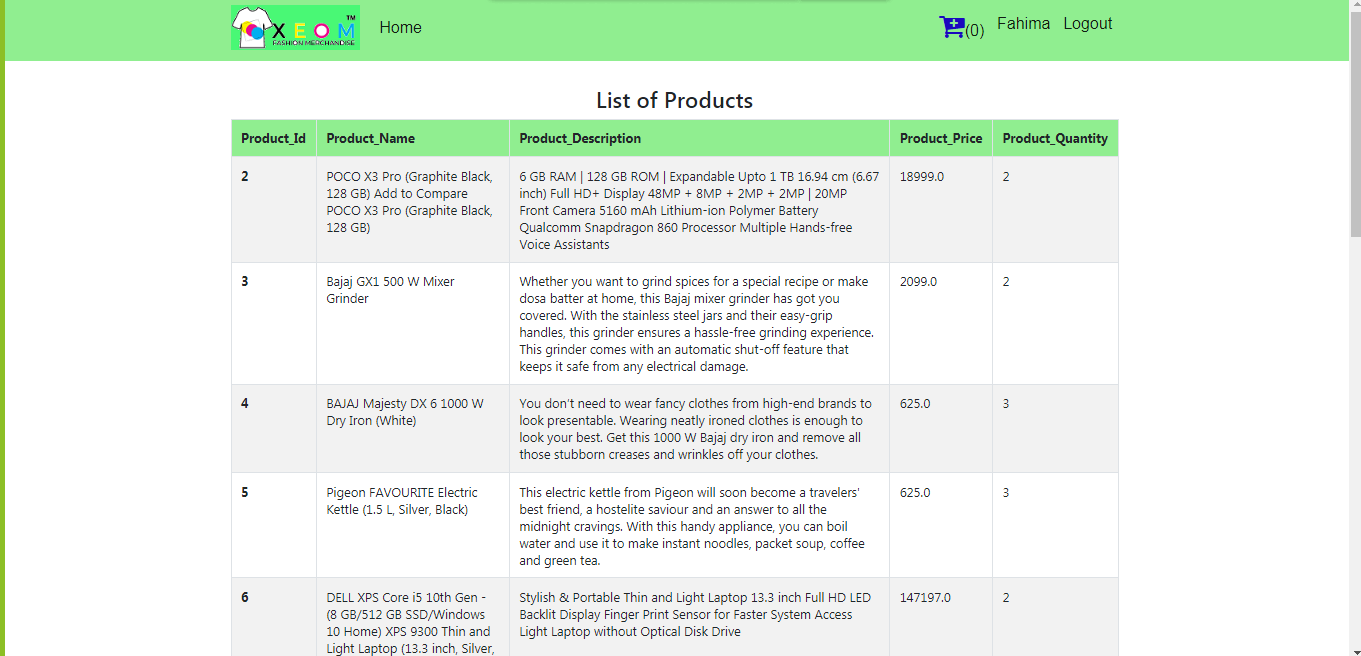 XEOM TM
FASHION MERCHANDISE
Home
(0)
Fahima
Logout
List of Products
Product_Id Product_Name Product_Description Product_Price Product_Quantity
2
POCO X3 Pro (Graphite Black,
128 GB) Add to Compare
POCO X3 Pro (Graphite Black,
128 GB)
6 GB RAM | 128 GB ROM | Expandable Upto 1 TB 16.94 cm (6.67
inch) Full HD+ Display 48MP + 8MP + 2MP + 2MP | 20MP
Front Camera 5160 mAh Lithium-ion Polymer Battery
Qualcomm Snapdragon 860 Processor Multiple Hands-free
Voice Assistants
18999.0
2
3
Bajaj GX1 500 W Mixer
Grinder
Whether you want to grind spices for a special recipe or make
dosa batter at home, this Bajaj mixer grinder has got you
covered. With the stainless steel jars and their easy-grip
handles, this grinder ensures a hassle-free grinding experience.
This grinder comes with an automatic shut-off feature that
keeps it safe from any electrical damage.
2099.0
2
4
BAJAJ Majesty DX 6 1000 W
Dry Iron (White)
You don't need to wear fancy clothes from high-end brands to
look presentable. Wearing neatly ironed clothes is enough to
look your best. Get this 1000 W Bajaj dry iron and remove all
those stubborn creases and wrinkles off your clothes.
625.0
3
5
Pigeon FAVOURITE Electric
Kettle (1.5 L, Silver, Black)
This electric kettle from Pigeon will soon become a travelers'
best friend, a hostelite saviour and an answer to all the
midnight cravings. With this handy appliance, you can boil
water and use it to make instant noodles, packet soup, coffee
and green tea.
625.0
3
6
DELL XPS Core i5 10th Gen -
(8 GB/512 GB SSD/Windows
10 Home) XPS 9300 Thin and
Light Laptop (13.3 inch, Silver,
Stylish & Portable Thin and Light Laptop 13.3 inch Full HD LED
Backlit Display Finger Print Sensor for Faster System Access
Light Laptop without Optical Disk Drive
147197.0
2